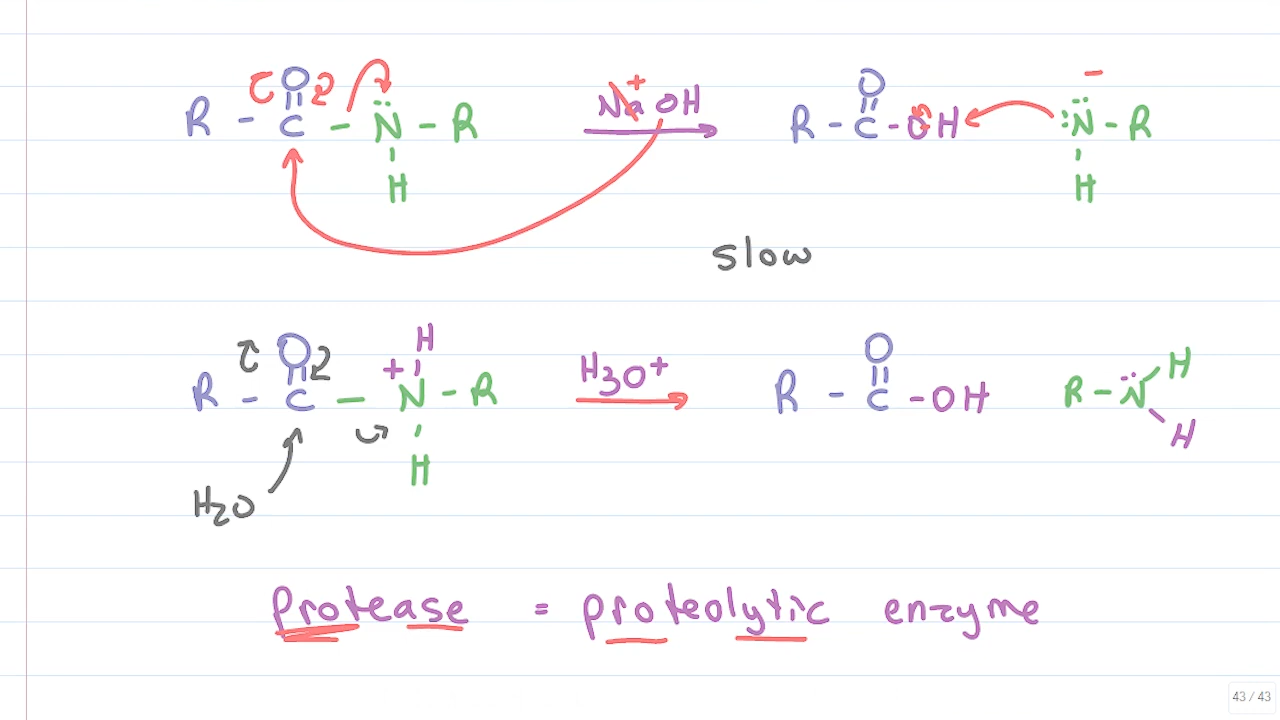 O + O −
R - C - N - R NaOH R - C - OH :N - R
H H
slow
H O
R - C - N - R + H3O+ R - C - OH R - N H
H H
H2O
Protease = proteolytic enzyme
43 / 43